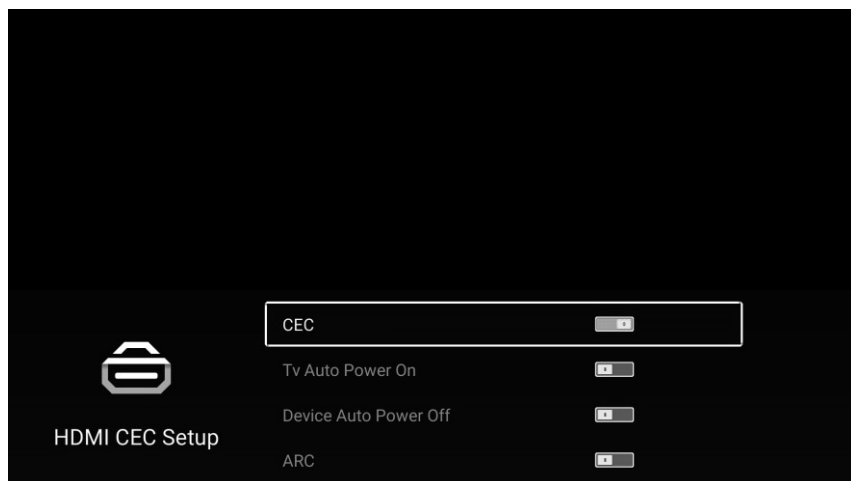 CEC
Tv Auto Power On
Device Auto Power Off
HDMI CEC Setup
ARC